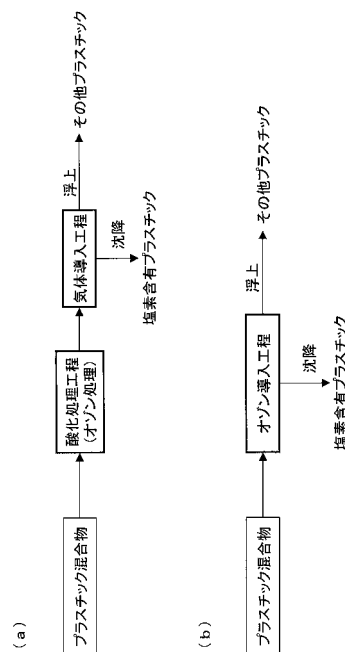 (a)
プラスチック混合物
酸化処理工程
(オゾン処理)
気体導入工程
浮上
その他プラスチック
沈降
塩素含有プラスチック
(b)
プラスチック混合物
オゾン導入工程
浮上
その他プラスチック
沈降
塩素含有プラスチック